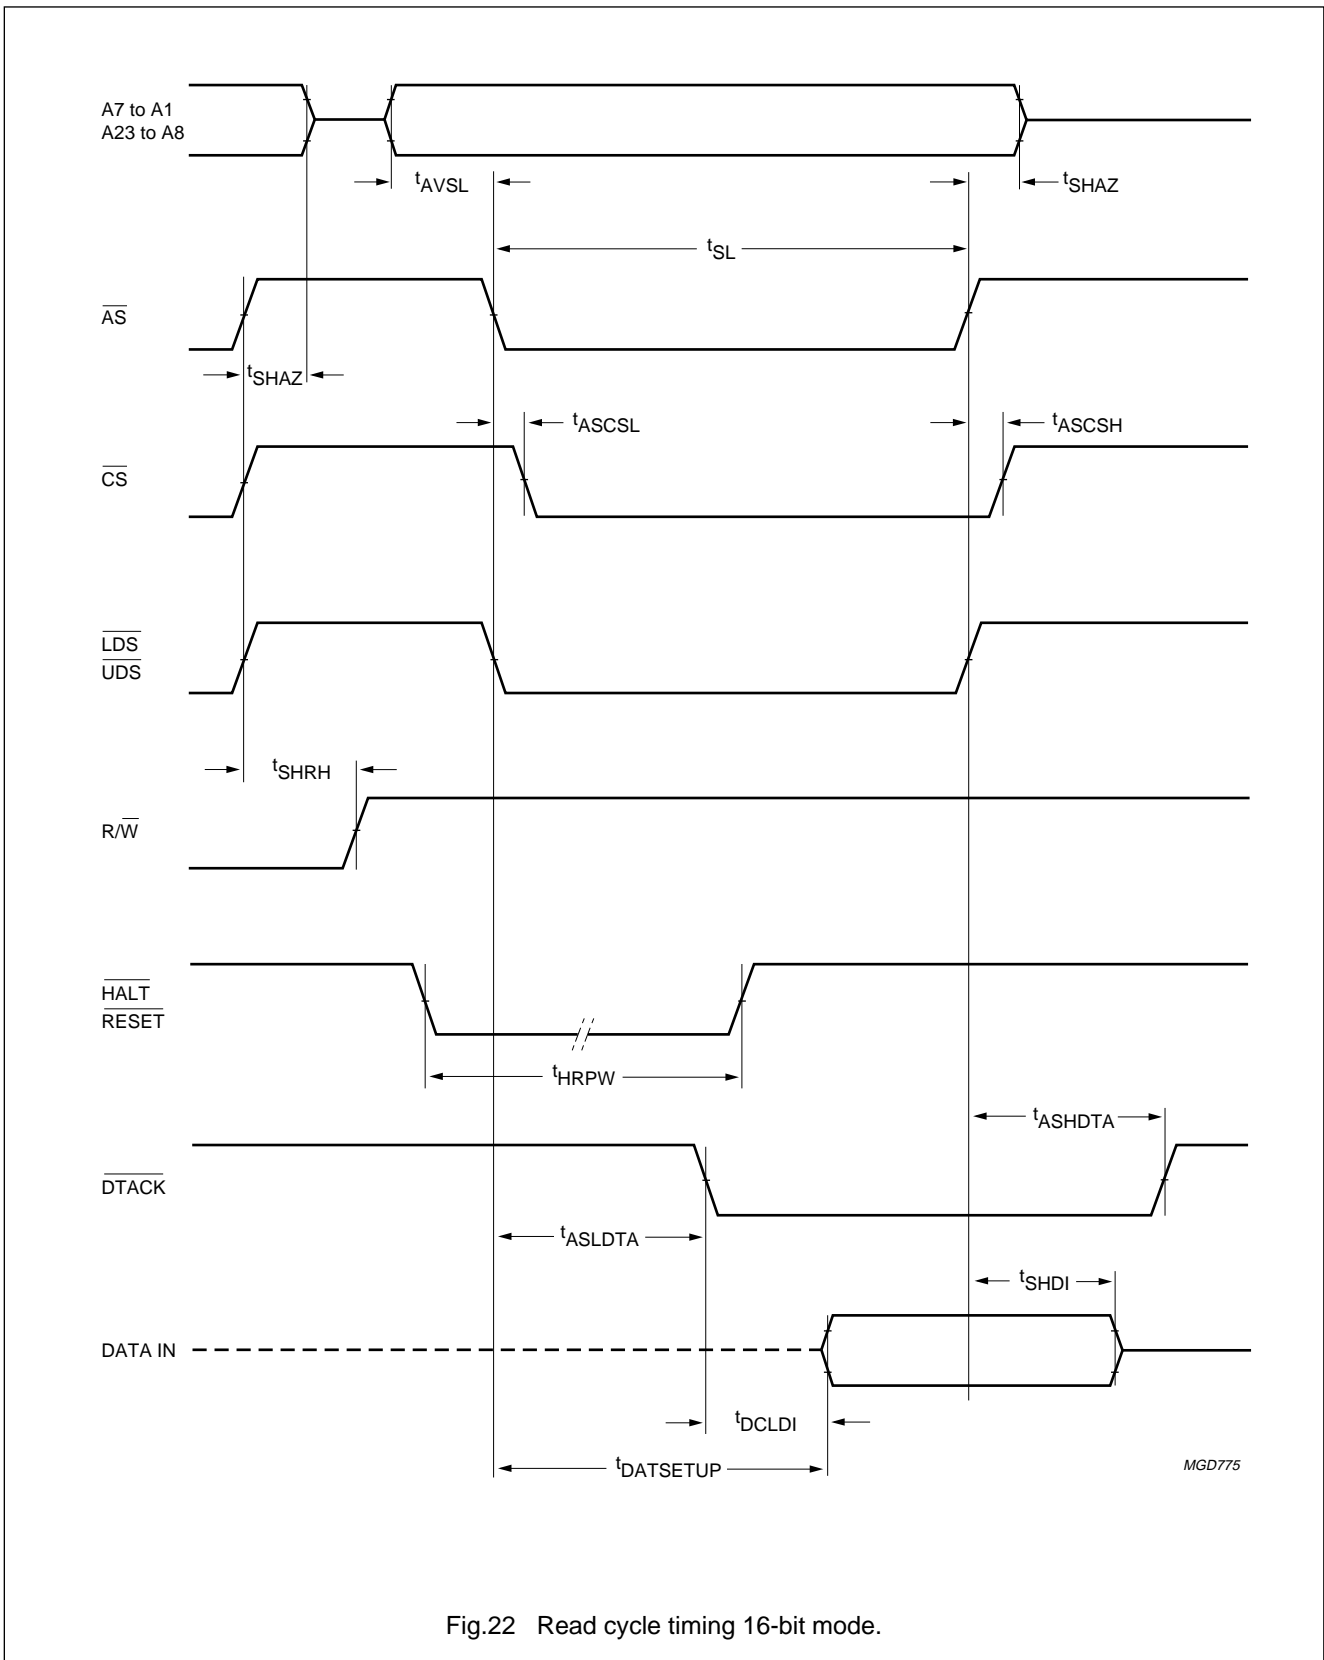 A7 to A1
A23 to A8
tAVSL
tSHAZ
tSL
AS
tSHAZ
tASCSL
tASCSH
CS
LDS
UDS
tSHRH
R/W
HALT
RESET
tHRPW
tASHDTA
DTACK
tASLDTA
tSHDI
DATA IN
tDCLDI
tDATSETUP
MGD775
Fig.22 Read cycle timing 16-bit mode.